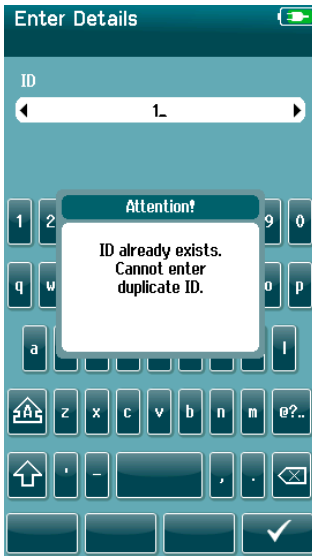 Enter Details
ID
1_
Attention!
ID already exists.
Cannot enter
duplicate ID.
1 2 9 0
q w o p
a l
A z x c v b n m @?..
' - , .